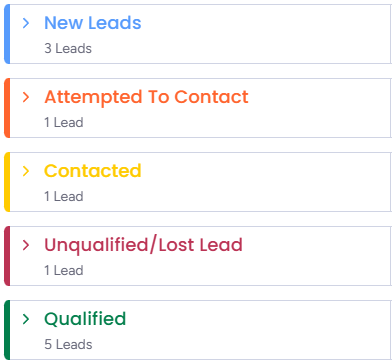 New Leads
3 Leads
Attempted To Contact
1 Lead
Contacted
1 Lead
Unqualified/Lost Lead
1 Lead
Qualified
5 Leads